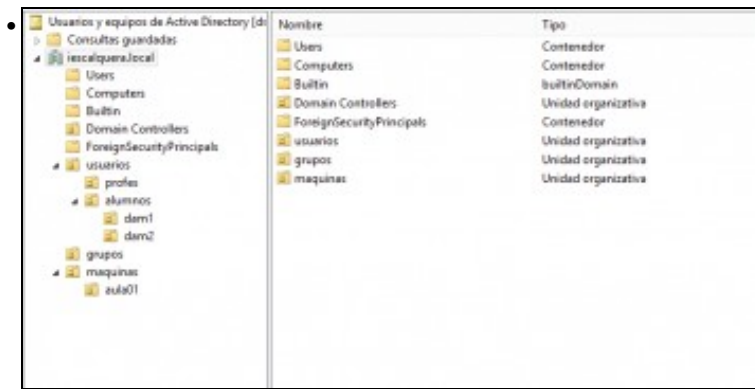 Usuarios y equipos de Active Directory [ds
Consultas guardadas
iescalquera.local
Users
Computers
Builtin
Domain Controllers
ForeignSecurityPrincipals
usuarios
profes
alumnos
dam1
dam2
grupos
maquinas
aula01
Nombre Tipo
Users Contenedor
Computers Contenedor
Builtin builtinDomain
Domain Controllers Unidad organizativa
ForeignSecurityPrincipals Contenedor
usuarios Unidad organizativa
grupos Unidad organizativa
maquinas Unidad organizativa